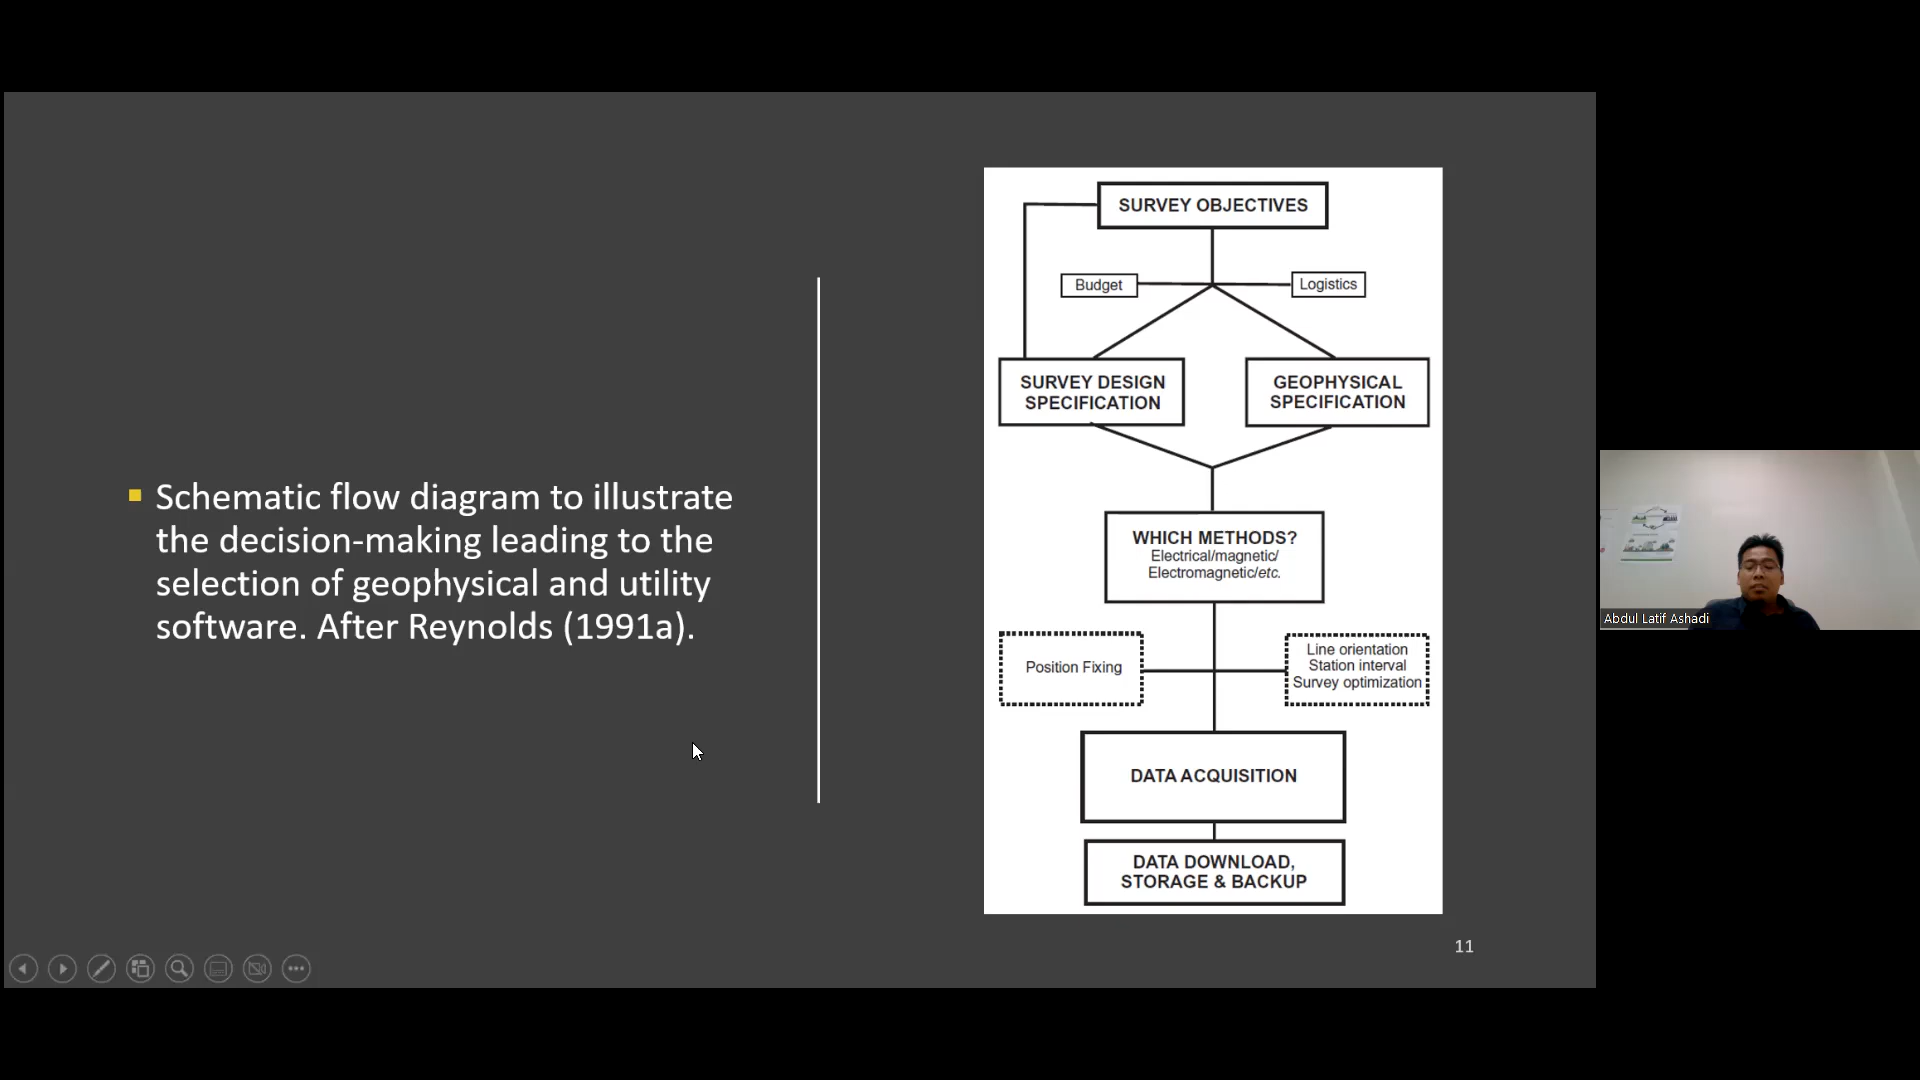 Schematic flow diagram to illustrate
the decision-making leading to the
selection of geophysical and utility
software. After Reynolds (1991a).
SURVEY OBJECTIVES
Budget
Logistics
SURVEY DESIGN
SPECIFICATION
GEOPHYSICAL
SPECIFICATION
WHICH METHODS?
Electrical/magnetic/
Electromagnetic/etc.
Position Fixing
Line orientation
Station interval
Survey optimization
DATA ACQUISITION
DATA DOWNLOAD,
STORAGE & BACKUP
11
Abdul Latif Ashadi